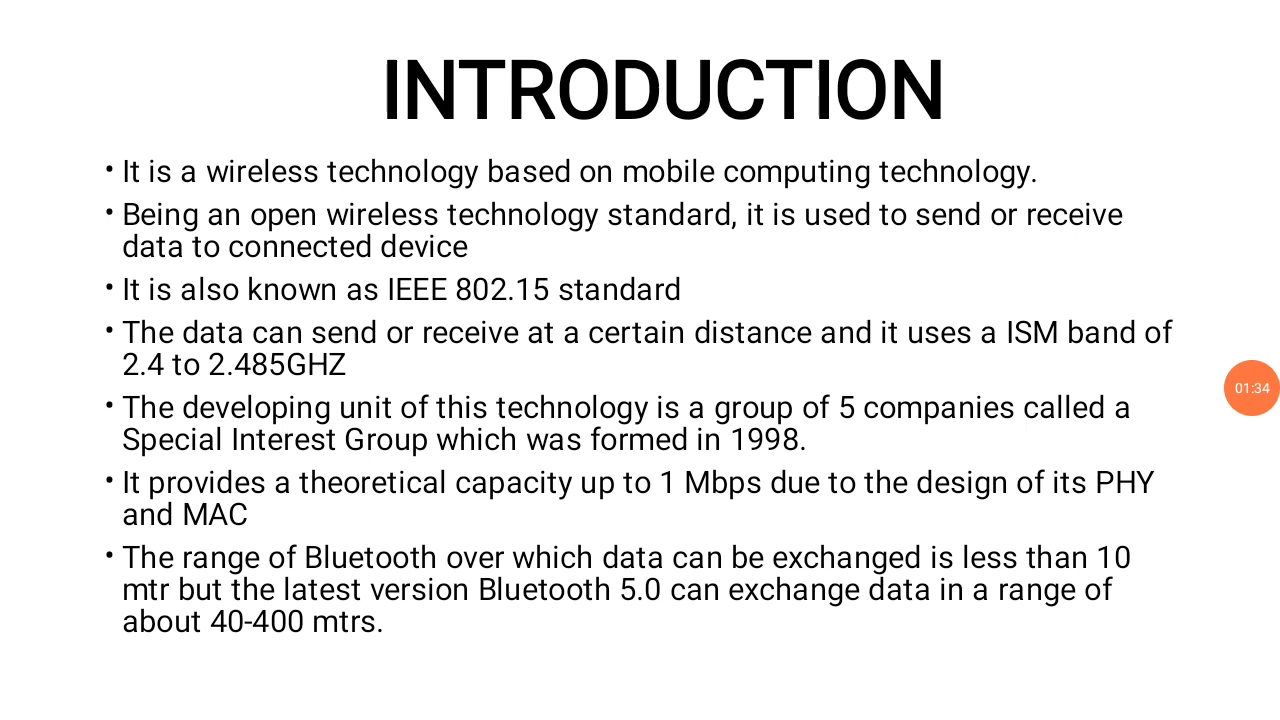 INTRODUCTION
• It is a wireless technology based on mobile computing technology.
• Being an open wireless technology standard, it is used to send or receive
data to connected device
• It is also known as IEEE 802.15 standard
• The data can send or receive at a certain distance and it uses a ISM band of
2.4 to 2.485GHZ
• The developing unit of this technology is a group of 5 companies called a
Special Interest Group which was formed in 1998.
• It provides a theoretical capacity up to 1 Mbps due to the design of its PHY
and MAC
• The range of Bluetooth over which data can be exchanged is less than 10
mtr but the latest version Bluetooth 5.0 can exchange data in a range of
about 40-400 mtrs.
01:34